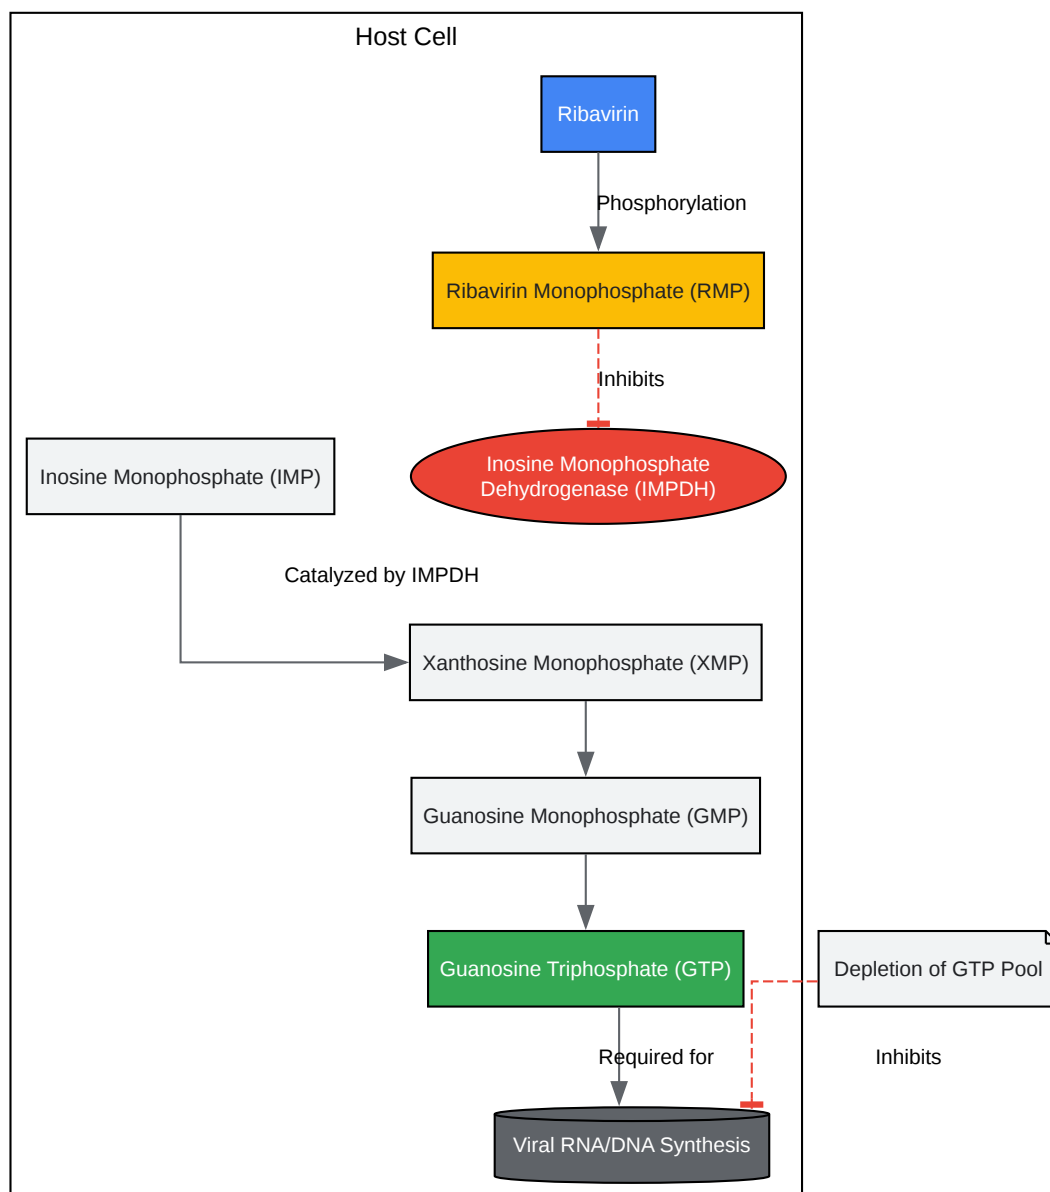 Host Cell
Ribavirin
Phosphorylation
Ribavirin Monophosphate (RMP)
Inhibits
Inosine Monophosphate (IMP)
Inosine Monophosphate
Dehydrogenase (IMPDH)
Catalyzed by IMPDH
Xanthosine Monophosphate (XMP)
Guanosine Monophosphate (GMP)
Guanosine Triphosphate (GTP)
Depletion of GTP Pool
Required for
Inhibits
Viral RNA/DNA Synthesis